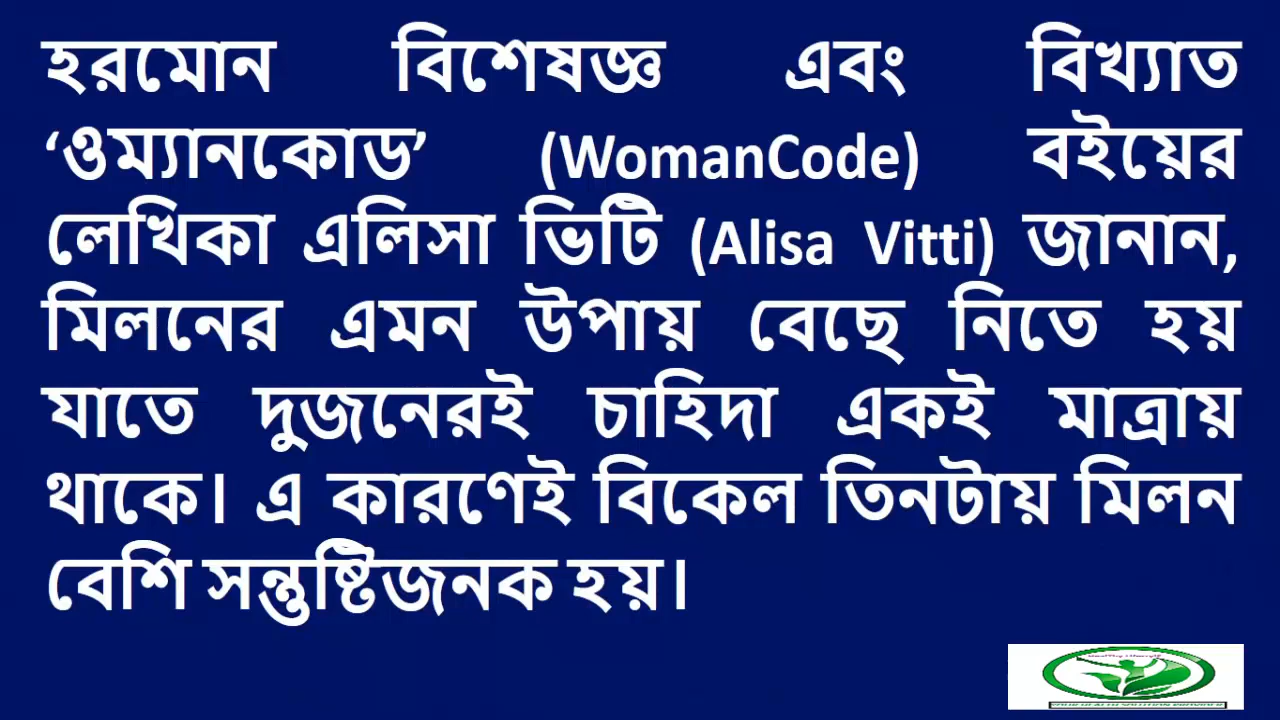 হরমোন বিশেষজ্ঞ এবং বিখ্যাত
‘ওম্যানকোড’ (WomanCode) বইয়ের
লেখিকা এলিসা ভিটি (Alisa Vitti) জানান,
মিলনের এমন উপায় বেছে নিতে হয়
যাতে দুজনেরই চাহিদা একই মাত্রায়
থাকে। এ কারণেই বিকেল তিনটায় মিলন
বেশি সন্তুষ্টিজনক হয়।